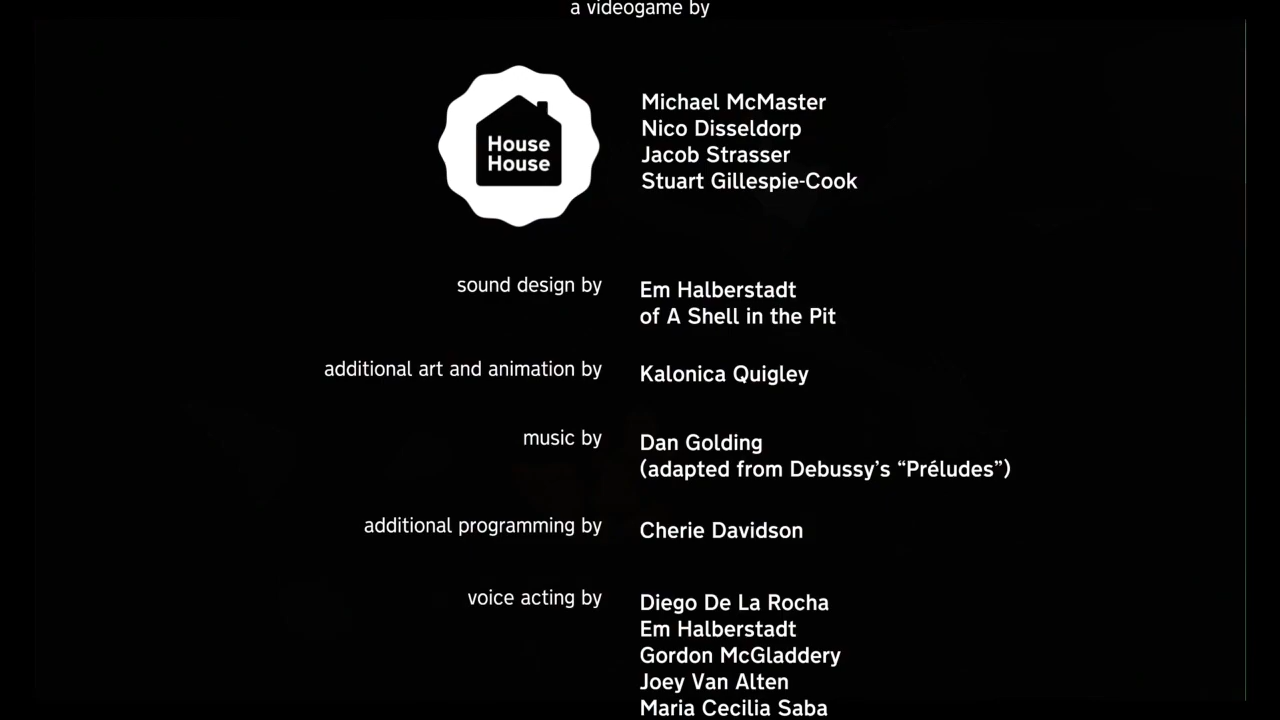 a videogame by
House
House
Michael McMaster
Nico Disseldorp
Jacob Strasser
Stuart Gillespie-Cook
sound design by
Em Halberstadt
of A Shell in the Pit
additional art and animation by
Kalonica Quigley
music by
Dan Golding
(adapted from Debussy’s “Préludes”)
additional programming by
Cherie Davidson
voice acting by
Diego De La Rocha
Em Halberstadt
Gordon McGladdery
Joey Van Alten
Maria Cecilia Saba